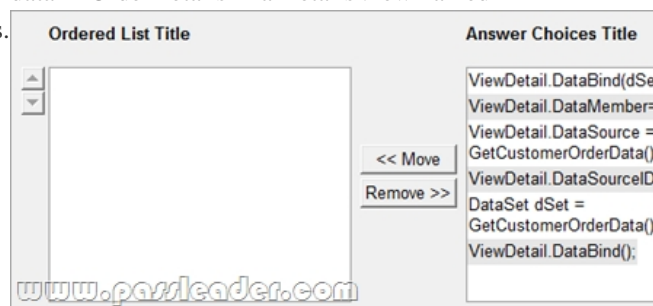 Ordered List Title
Answer Choices Title
ViewDetail.DataBind(dSe
ViewDetail.DataMember=
ViewDetail.DataSource =
GetCustomerOrderData()
ViewDetail.DataSourceID
DataSet dSet =
GetCustomerOrderData()
ViewDetail.DataBind();
<< Move
Remove >>
www.passleader.com